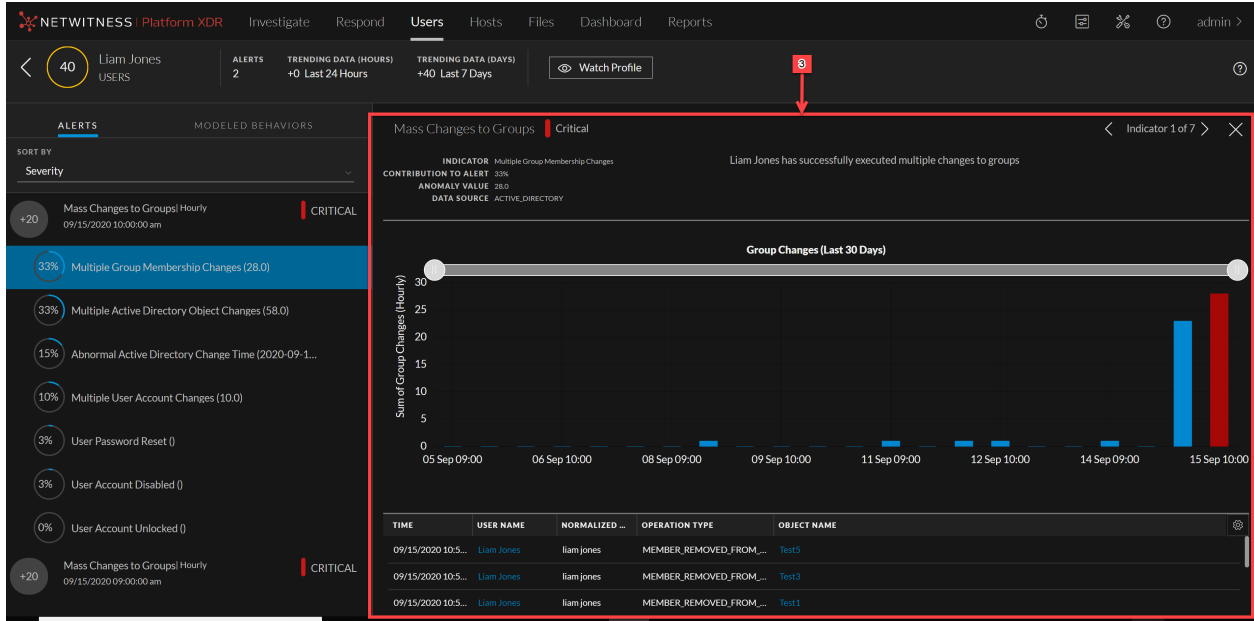 NETWITNESS | Platform XDR Investigate Respond Users Hosts Files Dashboard Reports admin >
40 Liam Jones USERS
ALERTS 2
TRENDING DATA (HOURS) +0 Last 24 Hours
TRENDING DATA (DAYS) +40 Last 7 Days
Watch Profile
3
ALERTS MODELED BEHAVIORS
SORT BY
Severity
+20 Mass Changes to Groups| Hourly CRITICAL
09/15/2020 10:00:00 am
33% Multiple Group Membership Changes (28.0)
33% Multiple Active Directory Object Changes (58.0)
15% Abnormal Active Directory Change Time (2020-09-1...
10% Multiple User Account Changes (10.0)
3% User Password Reset ()
3% User Account Disabled ()
0% User Account Unlocked ()
+20 Mass Changes to Groups| Hourly CRITICAL
09/15/2020 09:00:00 am
Mass Changes to Groups Critical Indicator 1 of 7
INDICATOR Multiple Group Membership Changes
CONTRIBUTION TO ALERT 33%
ANOMALY VALUE 28.0
DATA SOURCE ACTIVE_DIRECTORY
Liam Jones has successfully executed multiple changes to groups
Group Changes (Last 30 Days)
Sum of Group Changes (Hourly)
30
25
20
15
10
5
0
05 Sep 09:00 06 Sep 10:00 08 Sep 09:00 09 Sep 10:00 11 Sep 09:00 12 Sep 10:00 14 Sep 09:00 15 Sep 10:00
TIME USER NAME NORMALIZED ... OPERATION TYPE OBJECT NAME
09/15/2020 10:5... Liam Jones liam jones MEMBER_REMOVED_FROM_... Test5
09/15/2020 10:5... Liam Jones liam jones MEMBER_REMOVED_FROM_... Test3
09/15/2020 10:5... Liam Jones liam jones MEMBER_REMOVED_FROM_... Test1